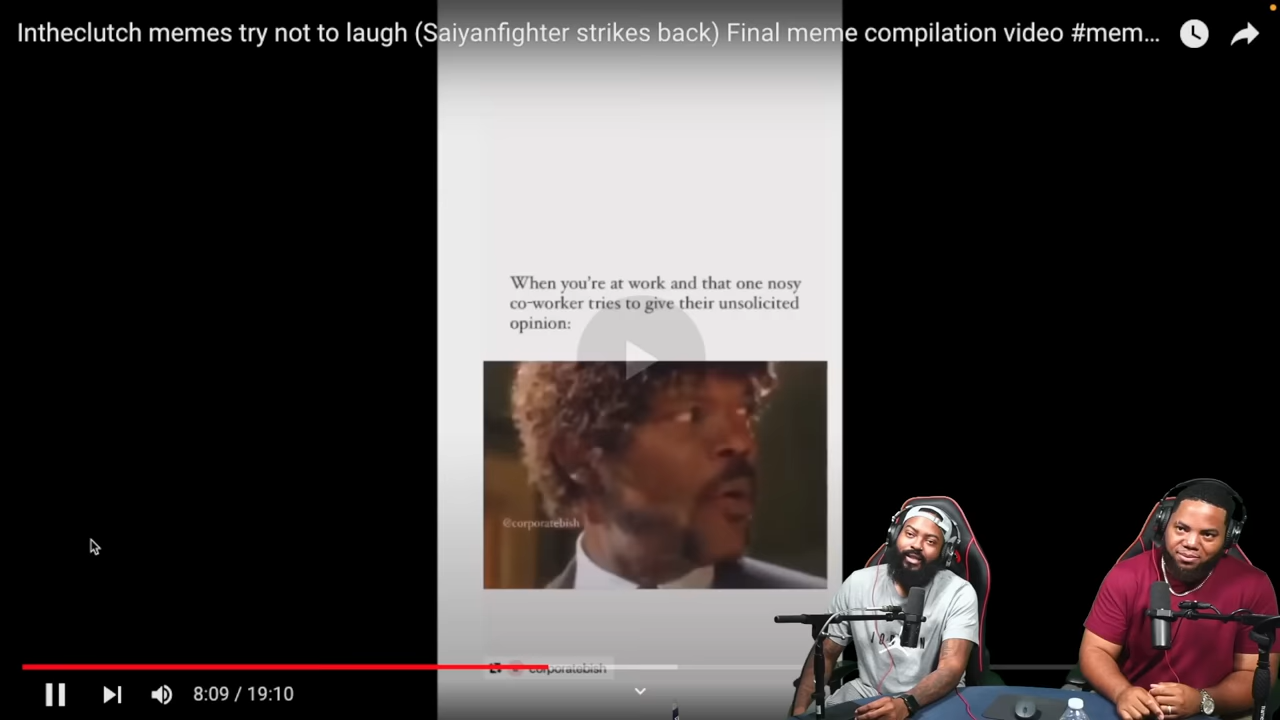 Intheclutch memes try not to laugh (Saiyanfighter strikes back) Final meme compilation video #mem...
When you're at work and that one nosy
co-worker tries to give their unsolicited
opinion:
@corporatebish
corporatebish
8:09 / 19:10